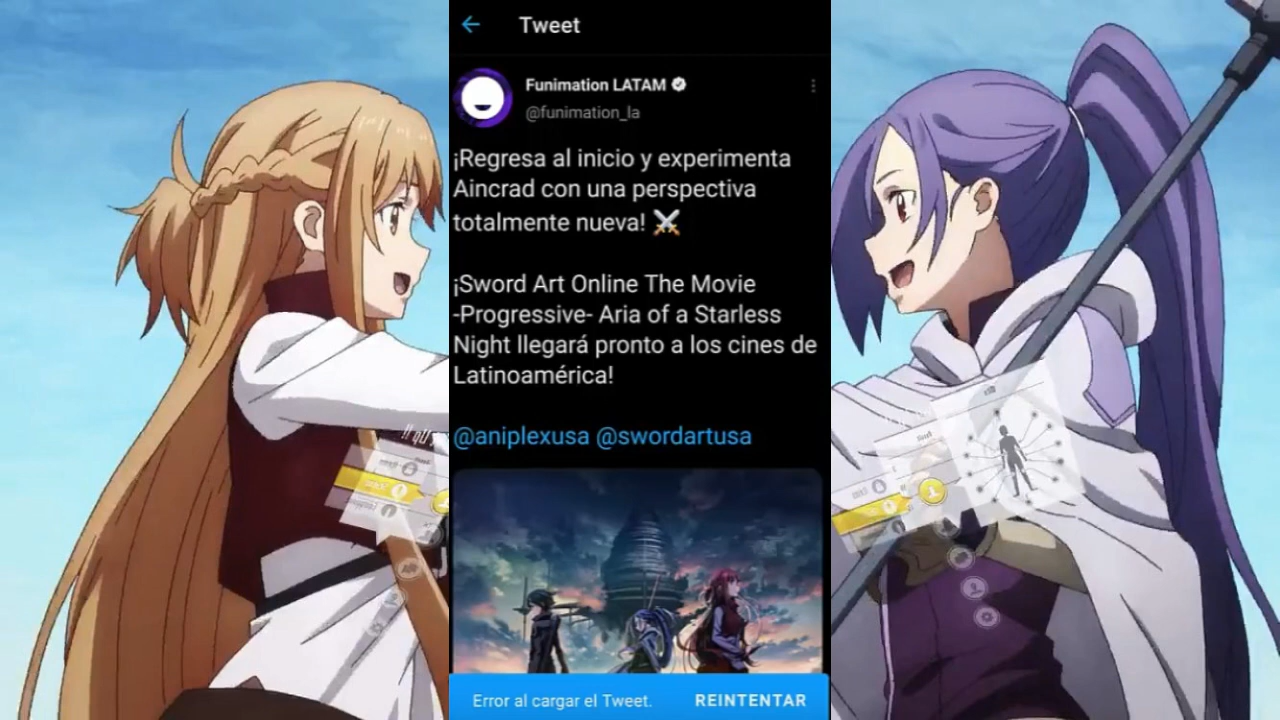 Tweet
Funimation LATAM
@funimation_la
¡Regresa al inicio y experimenta
Aincrad con una perspectiva
totalmente nueva! ⚔
¡Sword Art Online The Movie
-Progressive- Aria of a Starless
Night llegará pronto a los cines de
Latinoamérica!
@aniplexusa @swordartusa
Error al cargar el Tweet. REINTENTAR